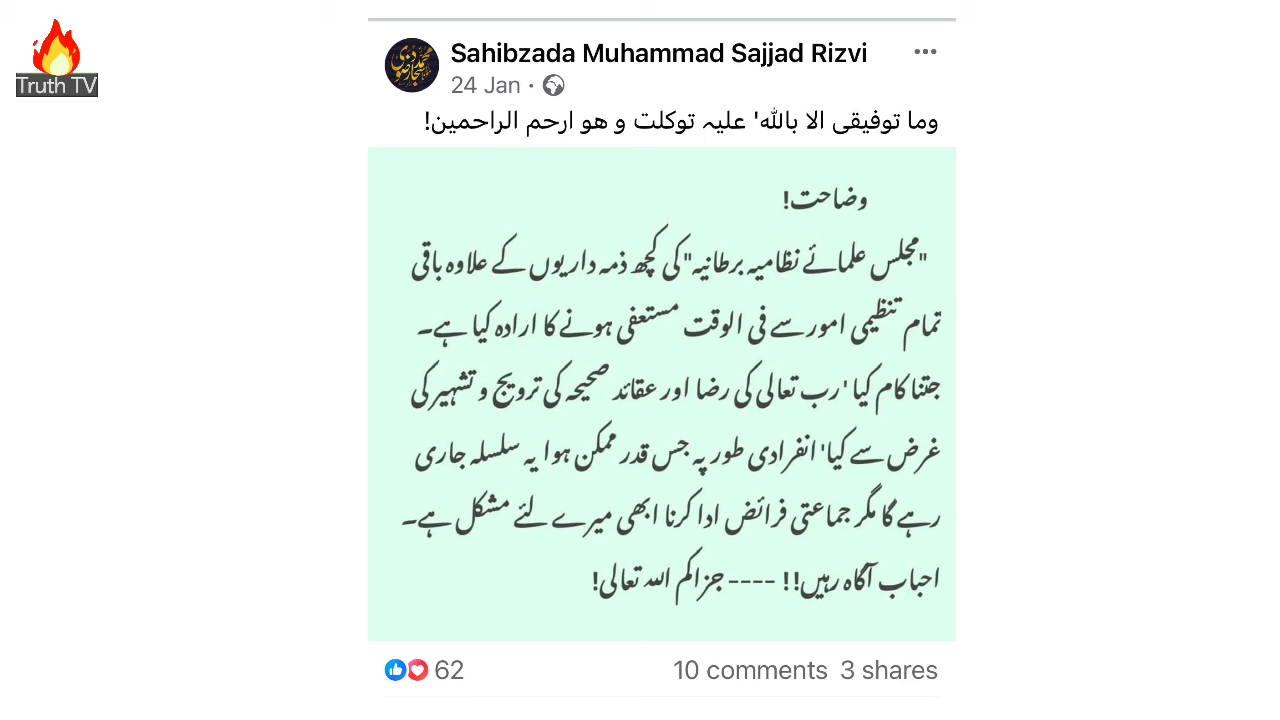 Truth TV
Sahibzada Muhammad Sajjad Rizvi
24 Jan ·
وما توفیقی الا باللہ' علیہ توکلت و ھو ارحم الراحمین!
وضاحت!
"مجلس علمائے نظامیہ برطانیہ" کی کچھ ذمہ داریوں کے علاوہ باقی
تمام تنظیمی امور سے فی الوقت مستعفی ہونے کا ارادہ کیا ہے۔
جتنا کام کیا' رب تعالی کی رضا اور عقائد صحیحہ کی ترویج و تشہیر کی
غرض سے کیا' انفرادی طور پہ جس قدر ممکن ہوا یہ سلسلہ جاری
رہے گا مگر جماعتی فرائض ادا کرنا ابھی میرے لئے مشکل ہے۔
احباب آگاہ رہیں!! ---- جزاکم اللہ تعالی!
62
10 comments 3 shares